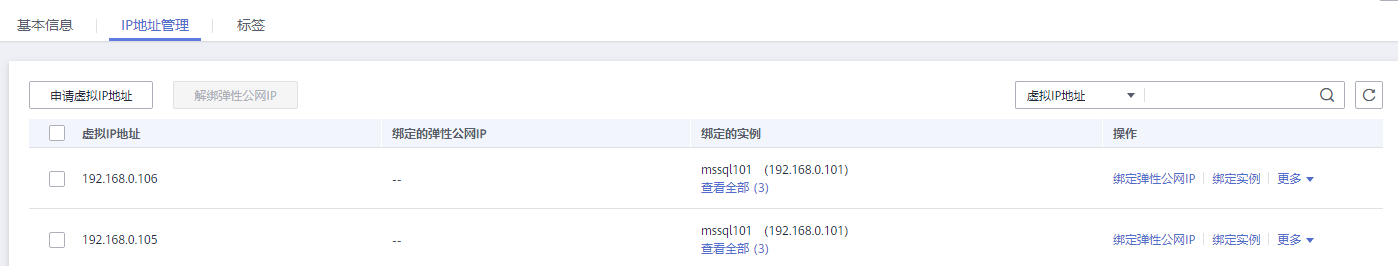 基本信息 IP地址管理 标签
申请虚拟IP地址 解绑弹性公网IP 虚拟IP地址
虚拟IP地址 绑定的弹性公网IP 绑定的实例 操作
192.168.0.106 -- mssql101 (192.168.0.101) 绑定弹性公网IP 绑定实例 更多
查看全部 (3)
192.168.0.105 -- mssql101 (192.168.0.101) 绑定弹性公网IP 绑定实例 更多
查看全部 (3)